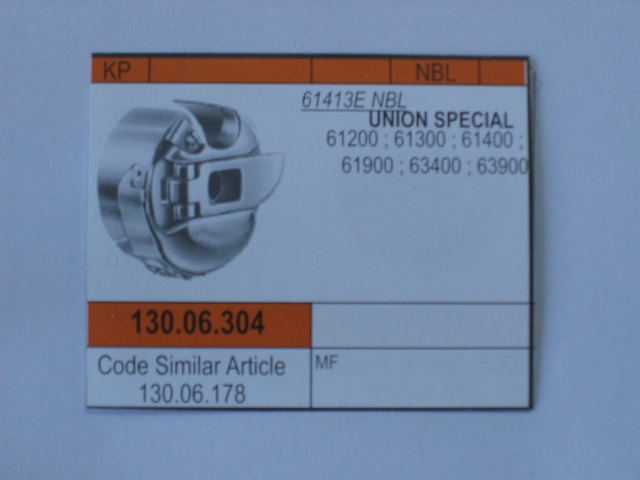 KP NBL
61413E NBL
UNION SPECIAL
61200 ; 61300 ; 61400 ;
61900 ; 63400 ; 63900
130.06.304
Code Similar Article
130.06.178
MF